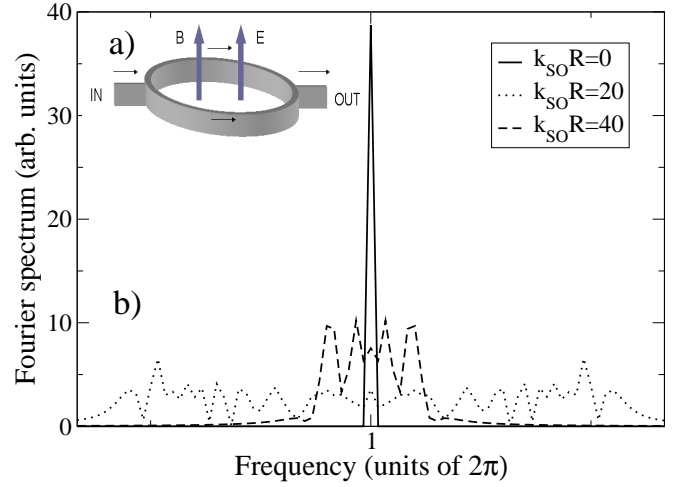 40
a)
B
E
IN
OUT
k_SO R=0
k_SO R=20
k_SO R=40
30
20
b)
10
0
1
Fourier spectrum (arb. units)
Frequency (units of 2π)